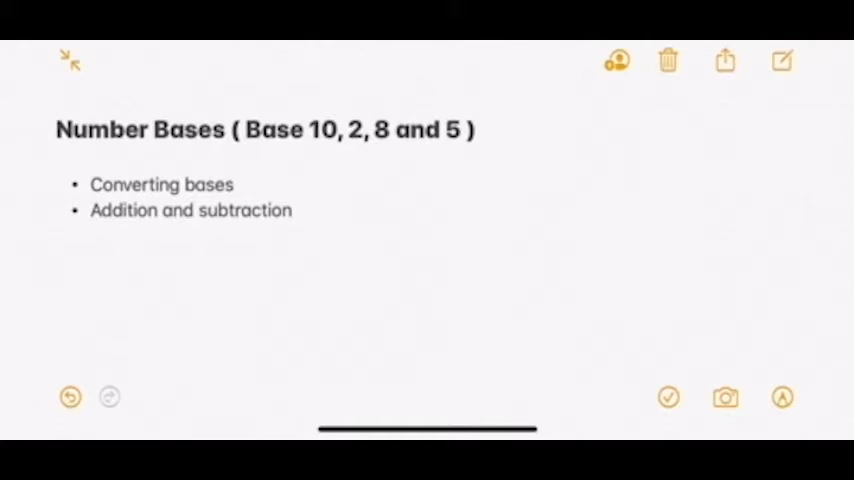 Number Bases ( Base 10, 2, 8 and 5 )
• Converting bases
• Addition and subtraction